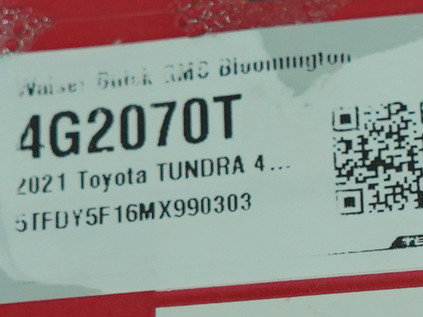 Walser Buick GMC Bloomington
4G2070T
2021 Toyota TUNDRA 4...
5TFDY5F16MX990303